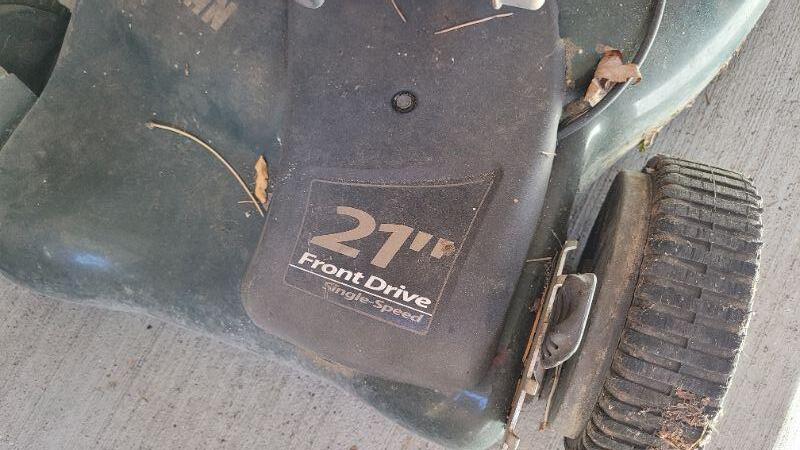 21"
Front Drive
Single-Speed